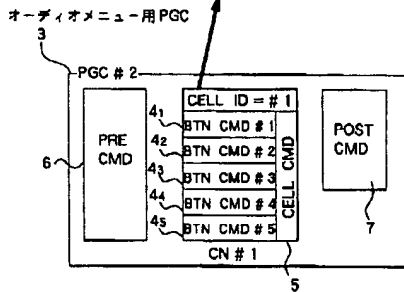 オーディオメニュー用PGC
3
PGC # 2
CELL ID = # 1
4₁
BTN CMD # 1
4₂
BTN CMD # 2
4₃
BTN CMD # 3
4₄
BTN CMD # 4
4₅
BTN CMD # 5
CELL CMD
6
PRE
CMD
POST
CMD
7
CN # 1
5